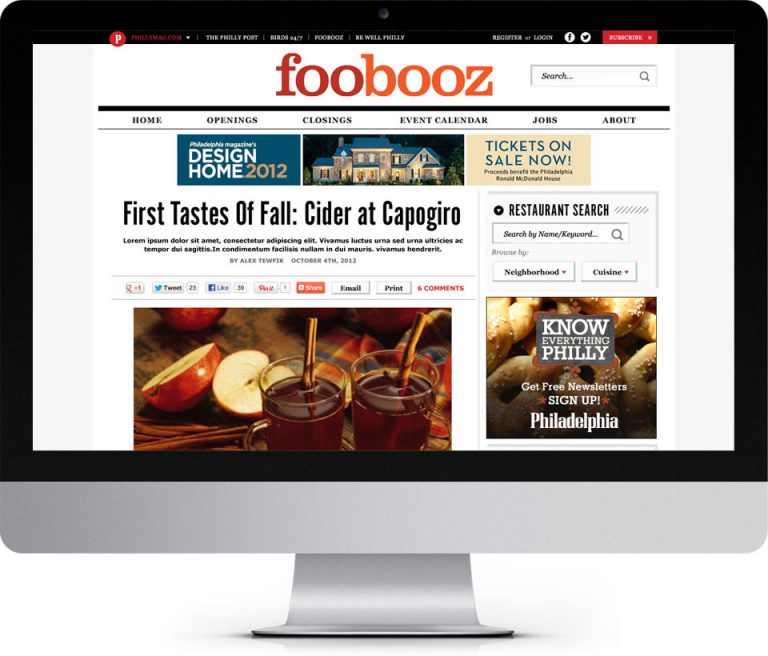 P PHILLYMAG.COM | THE PHILLY POST | BIRDS 24/7 | FOOBOOZ | BE WELL PHILLY REGISTER or LOGIN f SUBSCRIBE
foobooz
Search...
HOME OPENINGS CLOSINGS EVENT CALENDAR JOBS ABOUT
Philadelphia magazine's
DESIGN
HOME.2012
TICKETS ON
SALE NOW!
Proceeds benefit the Philadelphia
Ronald McDonald House
First Tastes Of Fall: Cider at Capogiro
Lorem ipsum dolor sit amet, consectetur adipiscing elit. Vivamus luctus urna sed urna ultricies ac
tempor dui sagittis.In condimentum facilisis nullam in dui mauris. vivamus hendrerit.
BY ALEX TEWFIK OCTOBER 4TH, 2012
g +1 Tweet 23 f Like 39 Pin it 1 Share Email Print 6 COMMENTS
RESTAURANT SEARCH
Search by Name/Keyword...
Browse by:
Neighborhood Cuisine
KNOW
EVERYTHING
PHILLY
Get Free Newsletters
*SIGN UP!*
Philadelphia